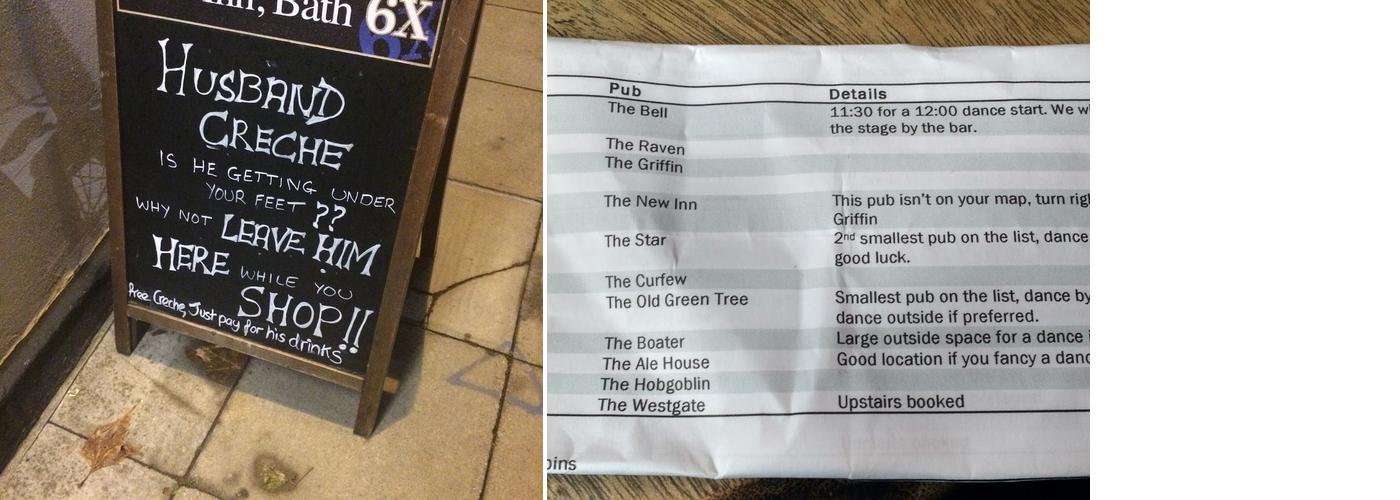 Inn, Bath 6X
HUSBAND
CRECHE
IS HE GETTING UNDER
YOUR FEET ??
WHY NOT LEAVE HIM
HERE WHILE YOU
SHOP!!
Free Creche, Just pay for his drinks
Pub Details
The Bell 11:30 for a 12:00 dance start. We
the stage by the bar.
The Raven
The Griffin
The New Inn This pub isn't on your map, turn
Griffin
The Star 2nd smallest pub on the list, dance
good luck.
The Curfew
The Old Green Tree Smallest pub on the list, dance by
dance outside if preferred.
The Boater Large outside space for a dance
The Ale House Good location if you fancy a
The Hobgoblin
The Westgate Upstairs booked